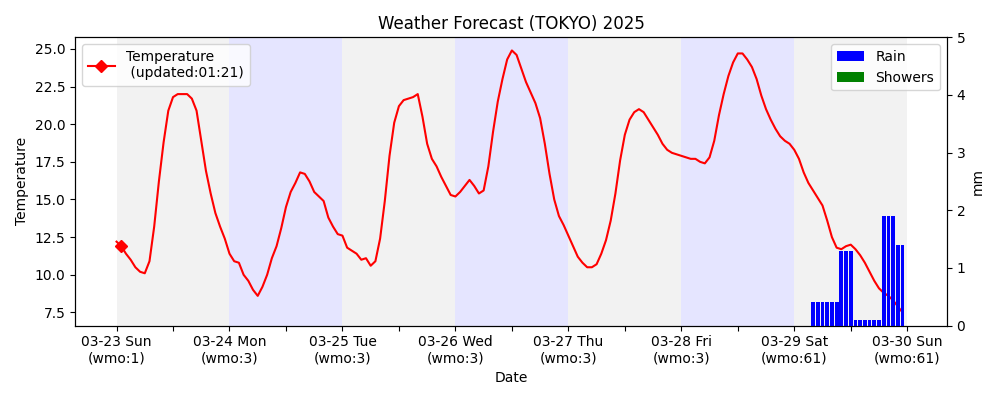 Weather Forecast (TOKYO) 2025
Temperature
(updated:01:21)
Rain
Showers
25.0
22.5
20.0
17.5
15.0
12.5
10.0
7.5
Temperature
5
4
3
2
1
0
mm
03-23 Sun
(wmo:1)
03-24 Mon
(wmo:3)
03-25 Tue
(wmo:3)
03-26 Wed
(wmo:3)
03-27 Thu
(wmo:3)
03-28 Fri
(wmo:3)
03-29 Sat
(wmo:61)
03-30 Sun
(wmo:61)
Date